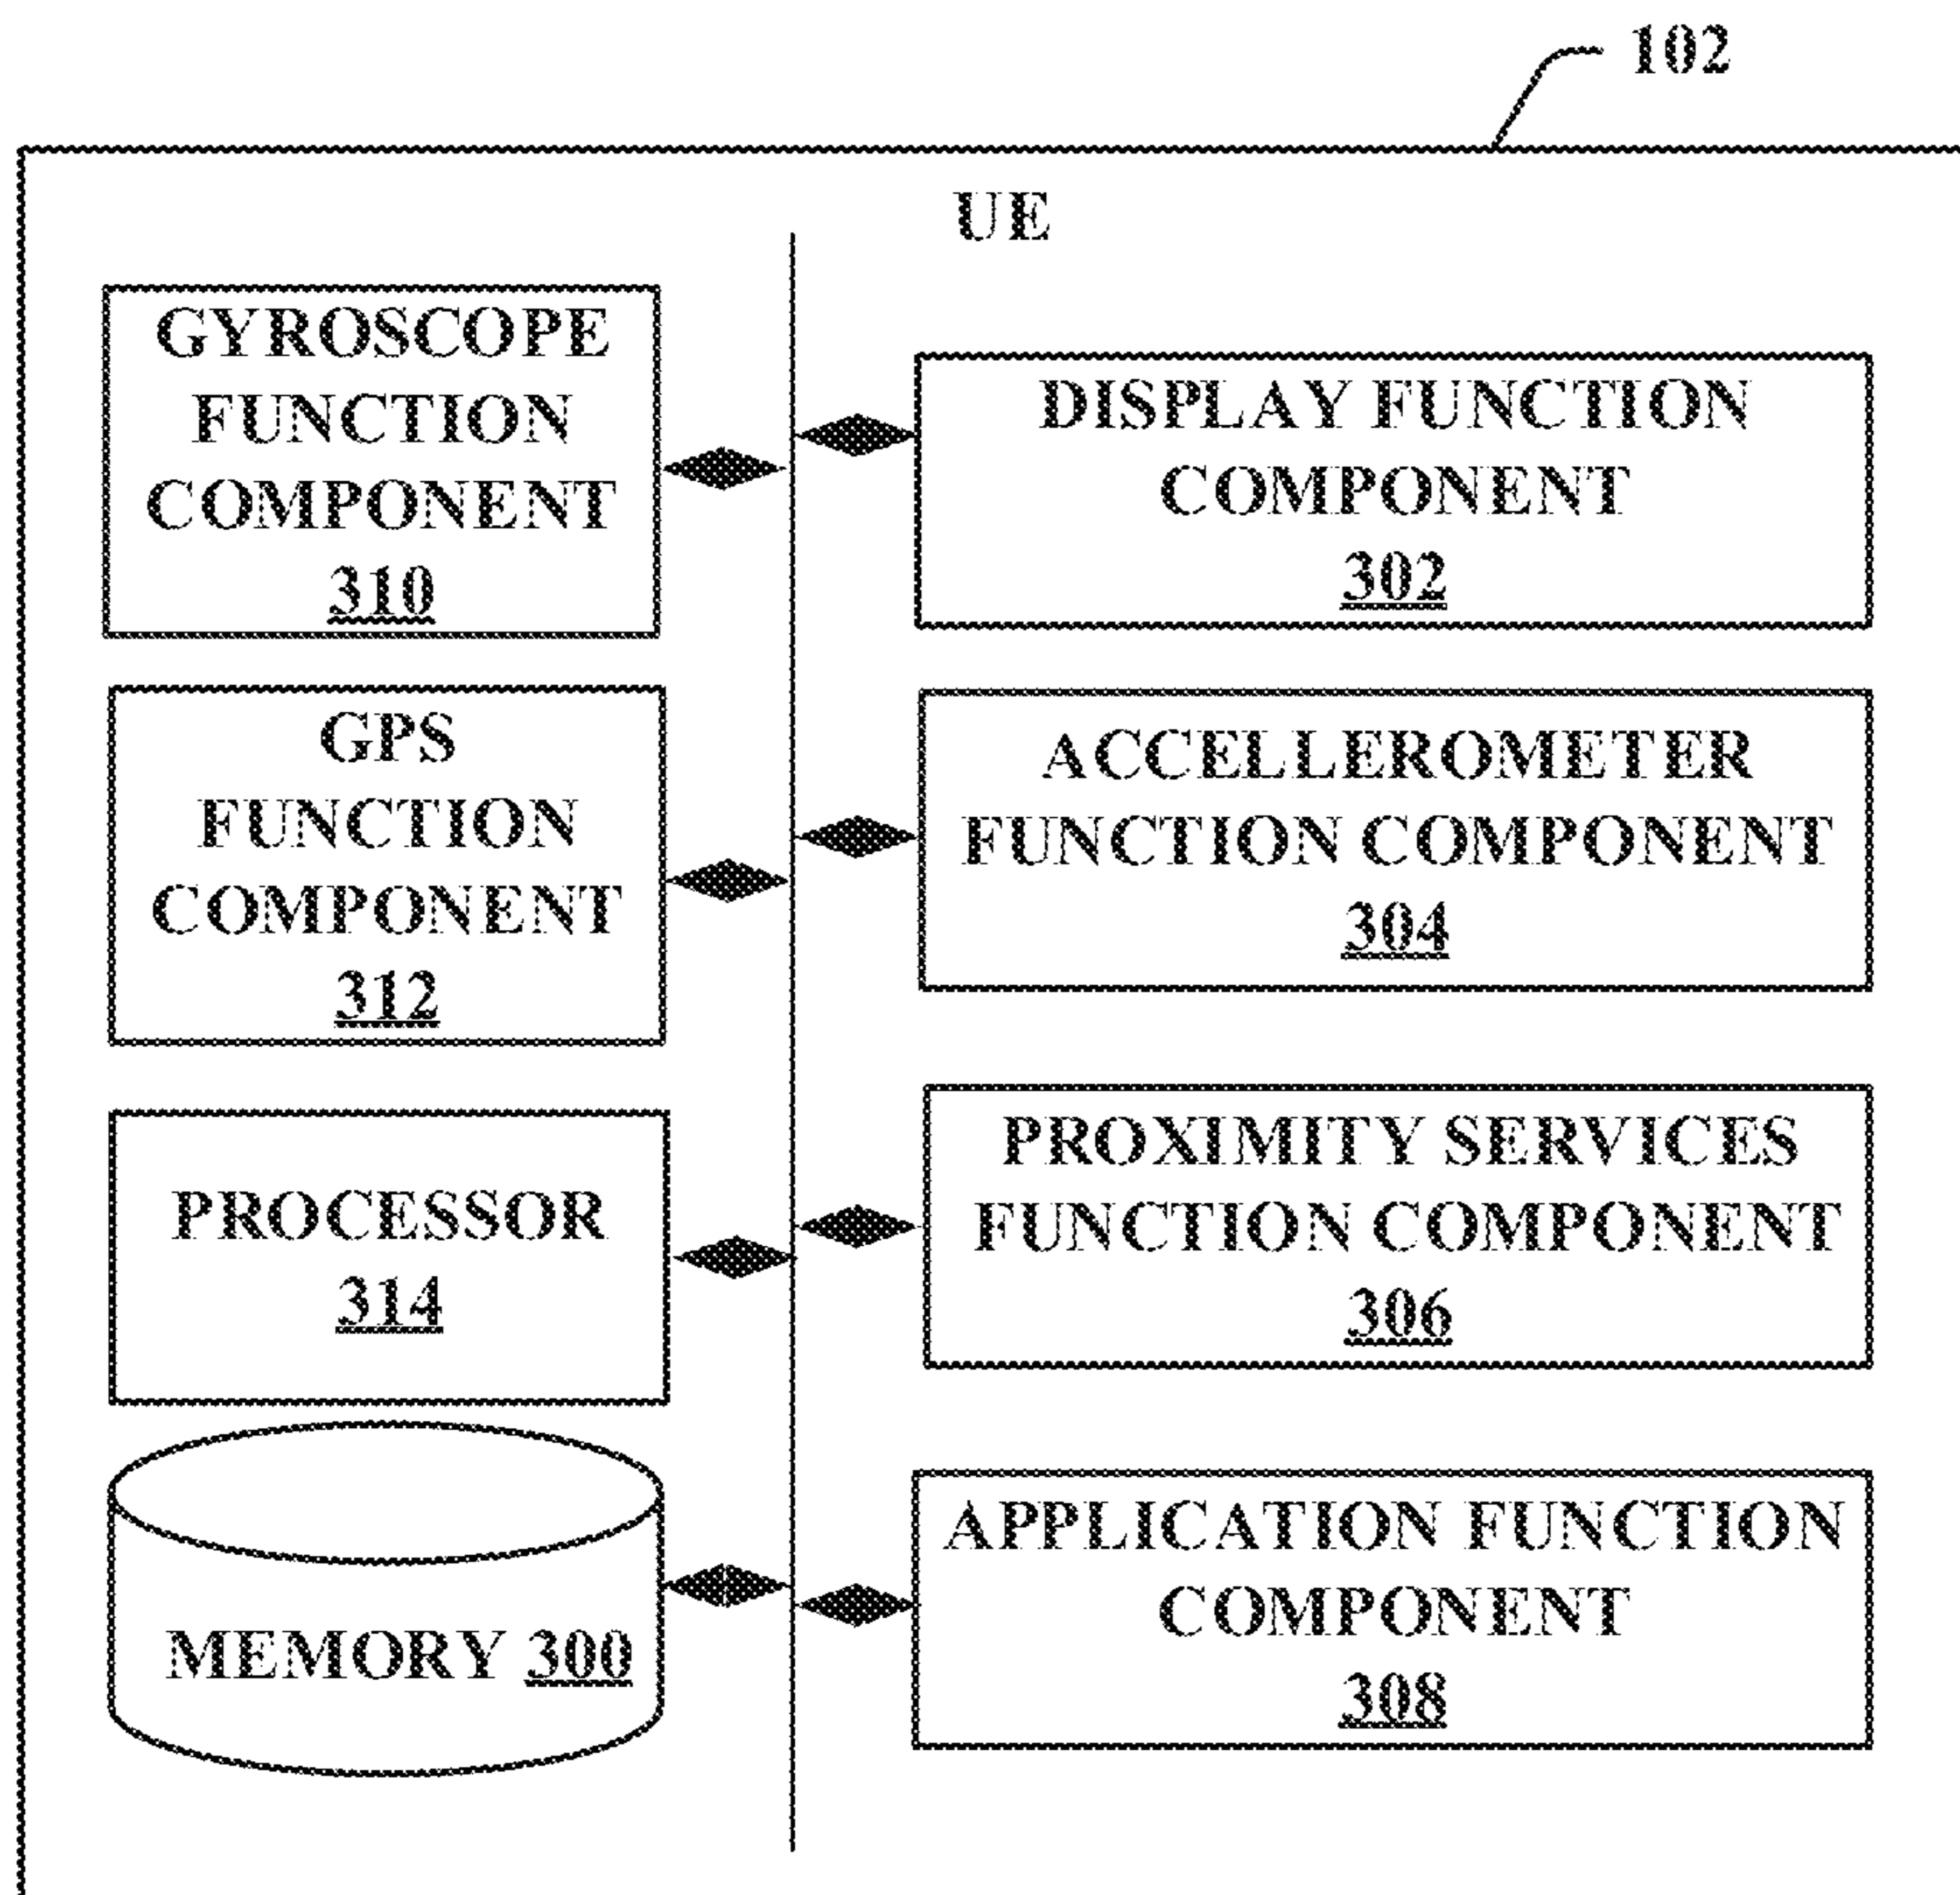 102
UE
GYROSCOPE
FUNCTION
COMPONENT
310
DISPLAY FUNCTION
COMPONENT
302
GPS
FUNCTION
COMPONENT
312
ACCELLEROMETER
FUNCTION COMPONENT
304
PROCESSOR
314
PROXIMITY SERVICES
FUNCTION COMPONENT
306
MEMORY 300
APPLICATION FUNCTION
COMPONENT
308